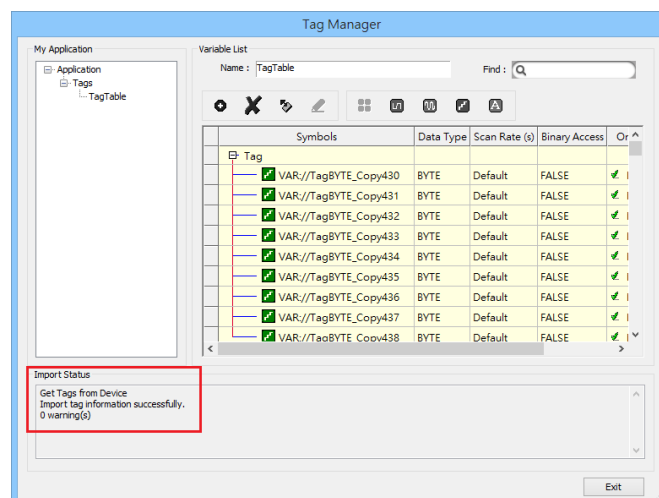 Tag Manager
My Application
Application
Tags
TagTable
Variable List
Name : TagTable
Find :
Symbols Data Type Scan Rate (s) Binary Access
Tag
VAR://TagBYTE_Copy430 BYTE Default FALSE
VAR://TagBYTE_Copy431 BYTE Default FALSE
VAR://TagBYTE_Copy432 BYTE Default FALSE
VAR://TagBYTE_Copy433 BYTE Default FALSE
VAR://TagBYTE_Copy434 BYTE Default FALSE
VAR://TagBYTE_Copy435 BYTE Default FALSE
VAR://TagBYTE_Copy436 BYTE Default FALSE
VAR://TagBYTE_Copy437 BYTE Default FALSE
VAR://TagBYTE_Copy438 BYTE Default FALSE
Import Status
Get Tags from Device
Import tag information successfully.
0 warning(s)
Exit